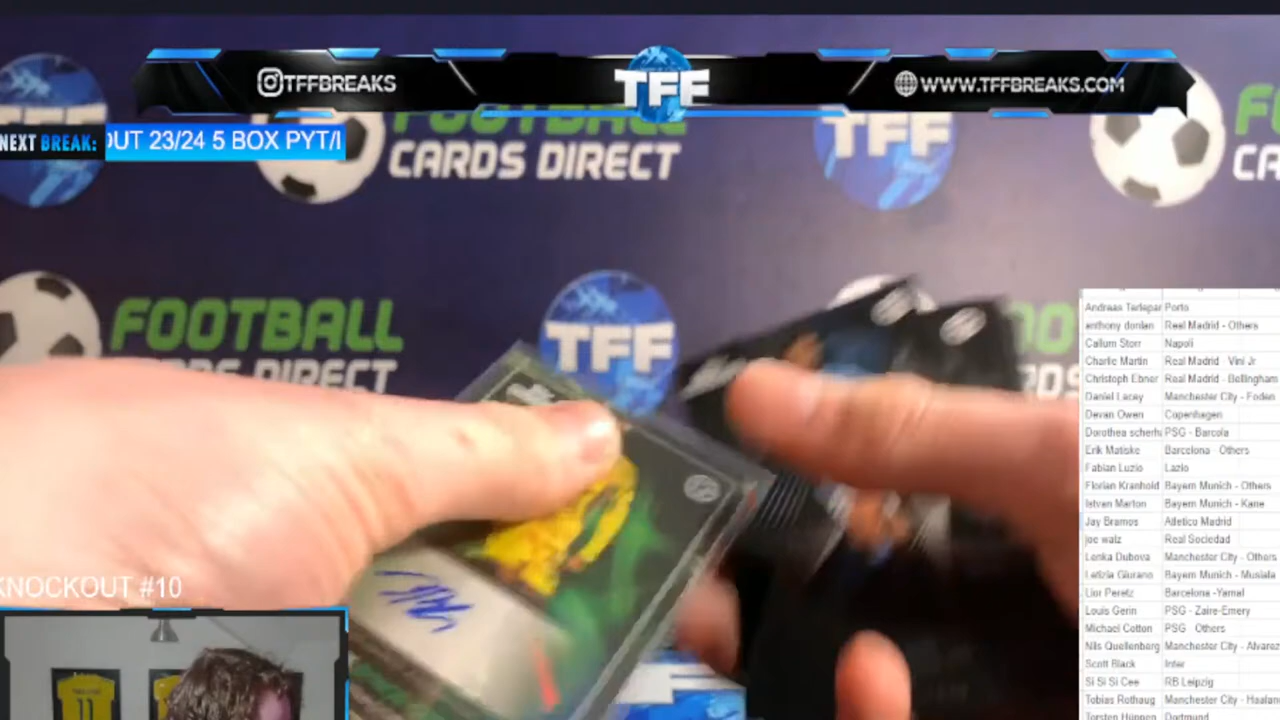 TFFBREAKS
TFF
WWW.TFFBREAKS.COM
NEXT BREAK:
OUT 23/24 5 BOX PYT/
FOOTBALL
CARDS DIRECT
TFF
F
CA
FOOTBALL
CARDS DIRECT
TFF
KNOCKOUT #10
11
Andreas Porto
anthony donlan Real Madrid - Others
Callum Storr Napoli
Charlie Martin Real Madrid - Vini Jr
Christoph Ebner Real Madrid - Bellingham
Daniel Lacey Manchester City - Foden
Devan Owen Copenhagen
Dorothea scherha PSG - Barcola
Erik Matiske Barcelona - Others
Fabian Luzio Lazio
Florian Kranhold Bayern Munich - Others
Istvan Marton Bayern Munich - Kane
Jay Bramos Atletico Madrid
joe walz Real Sociedad
Lenka Dubova Manchester City - Others
Letizia Giurano Bayern Munich - Musiala
Lior Peretz Barcelona -Yamal
Louis Gerin PSG - Zaire-Emery
Michael Cotton PSG Others
Nils Quellenberg Manchester City - Alvarez
Scott Black Inter
Si Si Si Cee RB Leipzig
Tobias Rothaug Manchester City - Haalan
Torsten Hüppen Dortmund